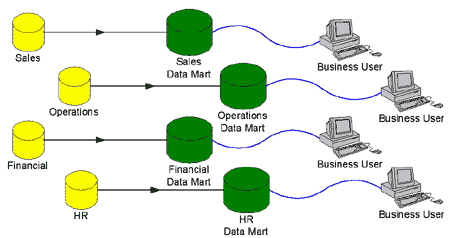 Sales
Sales
Data Mart
Business User
Operations
Operations
Data Mart
Business User
Financial
Financial
Data Mart
Business User
HR
HR
Data Mart
Business User